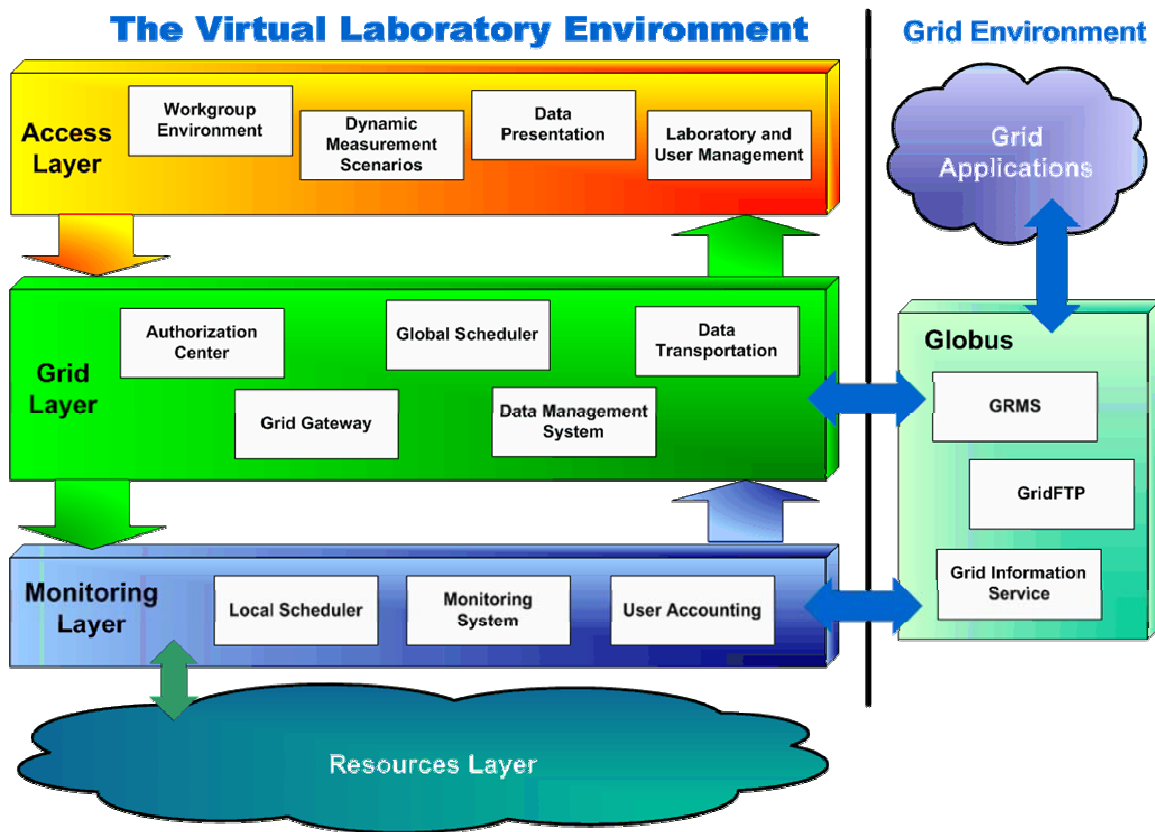 The Virtual Laboratory Environment
Grid Environment
Access
Layer
Workgroup
Environment
Dynamic
Measurement
Scenarios
Data
Presentation
Laboratory and
User Management
Grid
Applications
Grid
Layer
Authorization
Center
Global Scheduler
Data
Transportation
Grid Gateway
Data Management
System
Globus
GRMS
GridFTP
Grid Information
Service
Monitoring
Layer
Local Scheduler
Monitoring
System
User Accounting
Resources Layer